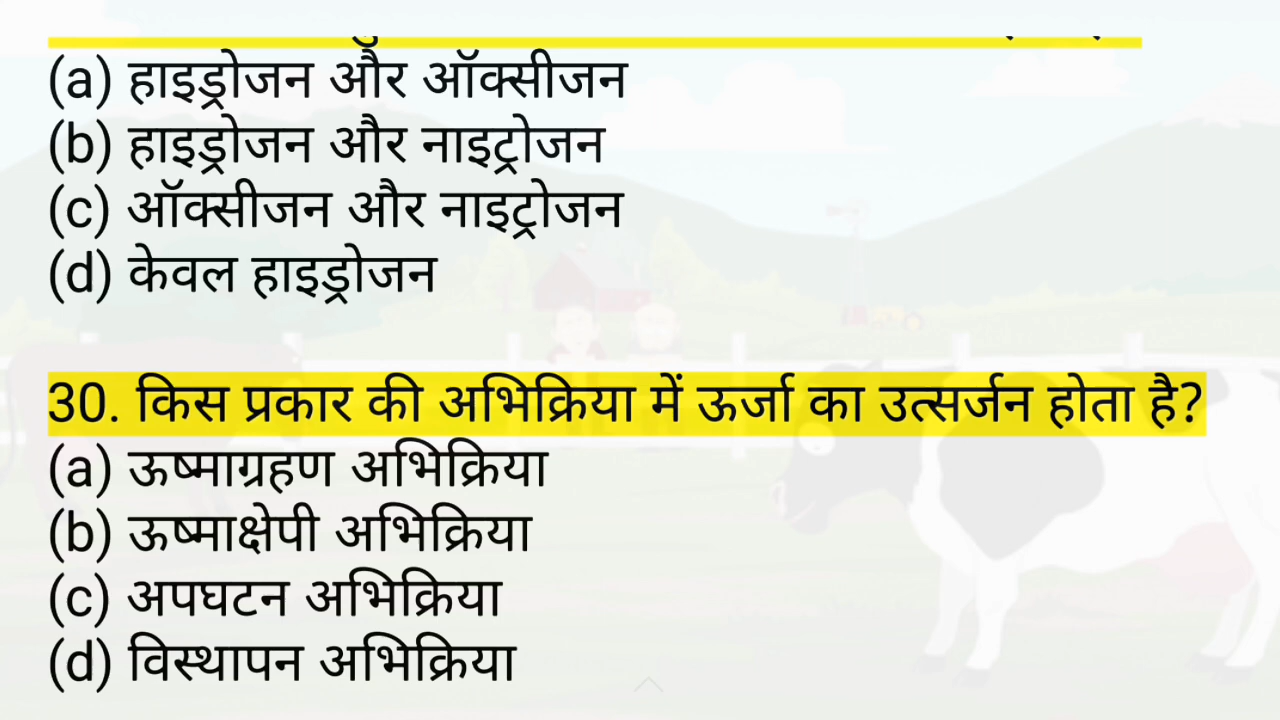 (a) हाइड्रोजन और ऑक्सीजन
(b) हाइड्रोजन और नाइट्रोजन
(c) ऑक्सीजन और नाइट्रोजन
(d) केवल हाइड्रोजन
30. किस प्रकार की अभिक्रिया में ऊर्जा का उत्सर्जन होता है?
(a) ऊष्माग्रहण अभिक्रिया
(b) ऊष्माक्षेपी अभिक्रिया
(c) अपघटन अभिक्रिया
(d) विस्थापन अभिक्रिया